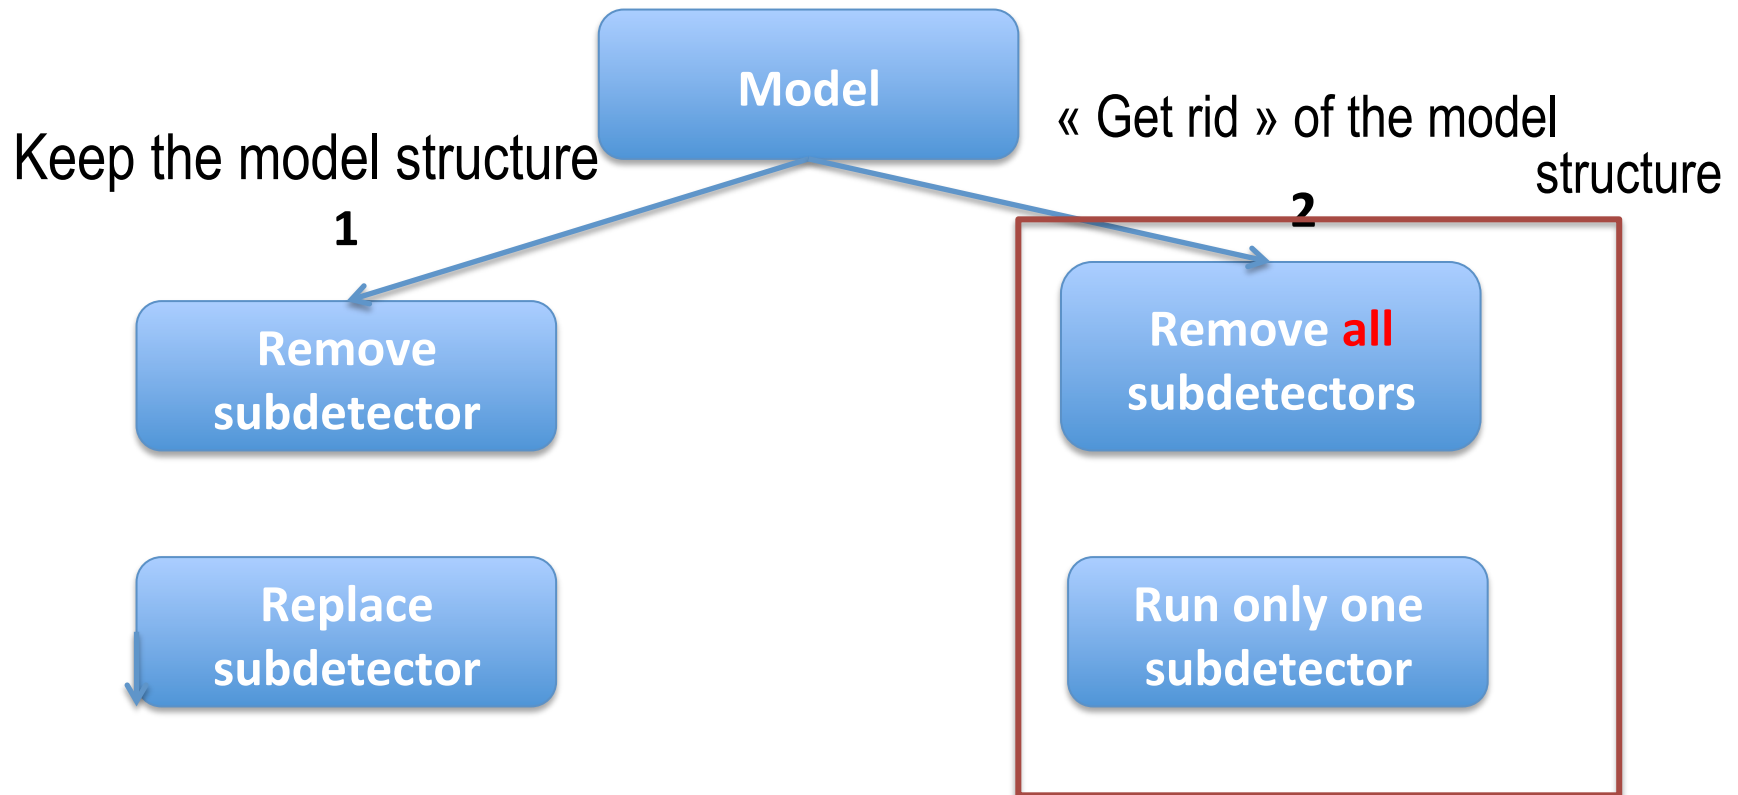 Model
Keep the model structure
1
« Get rid » of the model
structure
2
Remove
subdetector
Remove all
subdetectors
Replace
subdetector
Run only one
subdetector